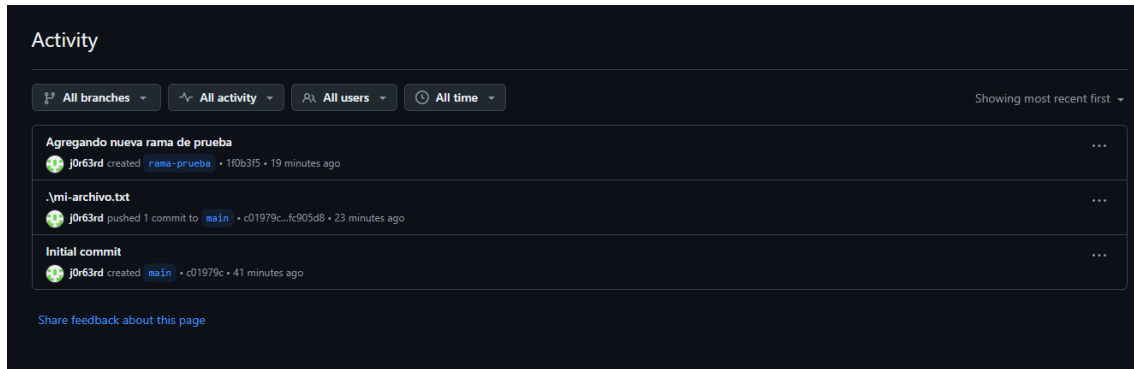 Activity
All branches All activity All users All time Showing most recent first
Agregando nueva rama de prueba
j0r63rd created rama-prueba • 1f0b3f5 • 19 minutes ago
.\mi-archivo.txt
j0r63rd pushed 1 commit to main • c01979c...fc905d8 • 23 minutes ago
Initial commit
j0r63rd created main • c01979c • 41 minutes ago
Share feedback about this page